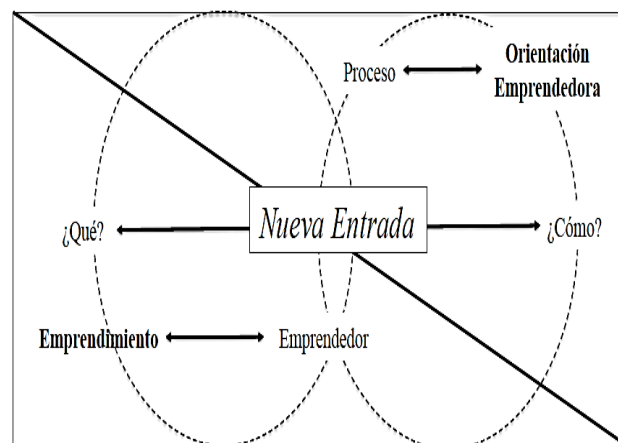 Orientación
Proceso
Emprendedora
Nueva Entrada
¿Qué?
¿Cómo?
Emprendimiento
Emprendedor